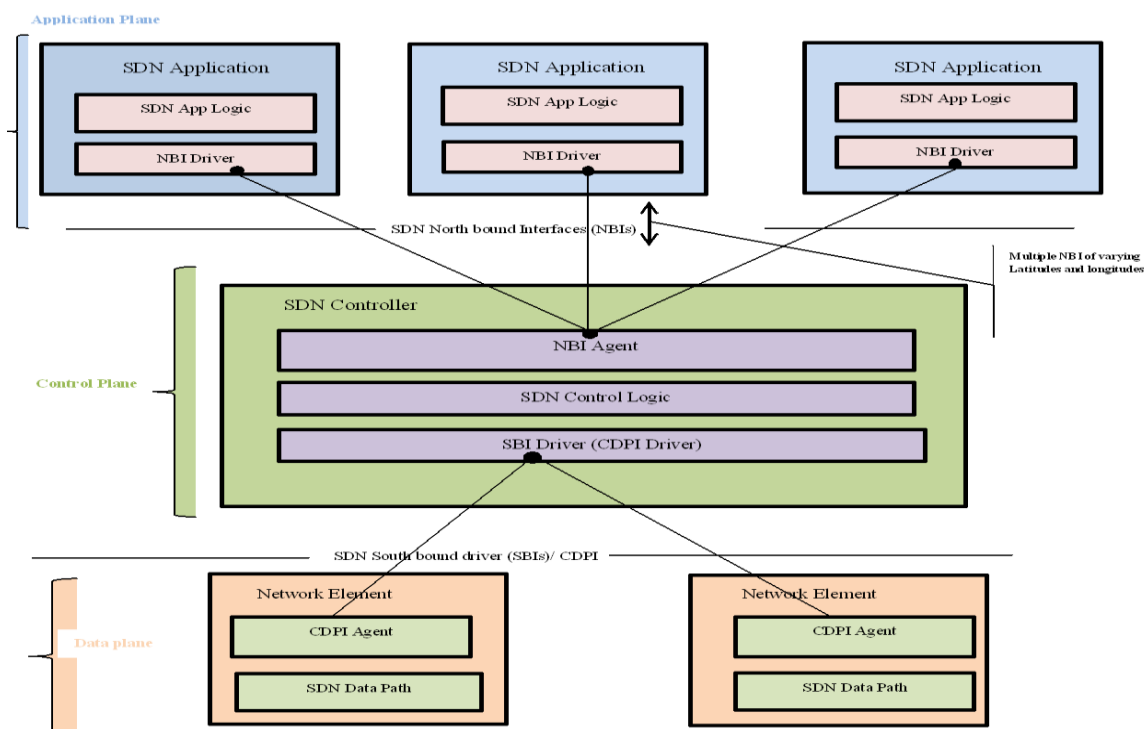 Application Plane
SDN Application
SDN App Logic
NBI Driver
SDN Application
SDN App Logic
NBI Driver
SDN Application
SDN App Logic
NBI Driver
SDN North bound Interfaces (NBIs)
Multiple NBI of varying
Latitudes and longitudes
Control Plane
SDN Controller
NBI Agent
SDN Control Logic
SBI Driver (CDPI Driver)
SDN South bound driver (SBIs)/ CDPI
Data plane
Network Element
CDPI Agent
SDN Data Path
Network Element
CDPI Agent
SDN Data Path